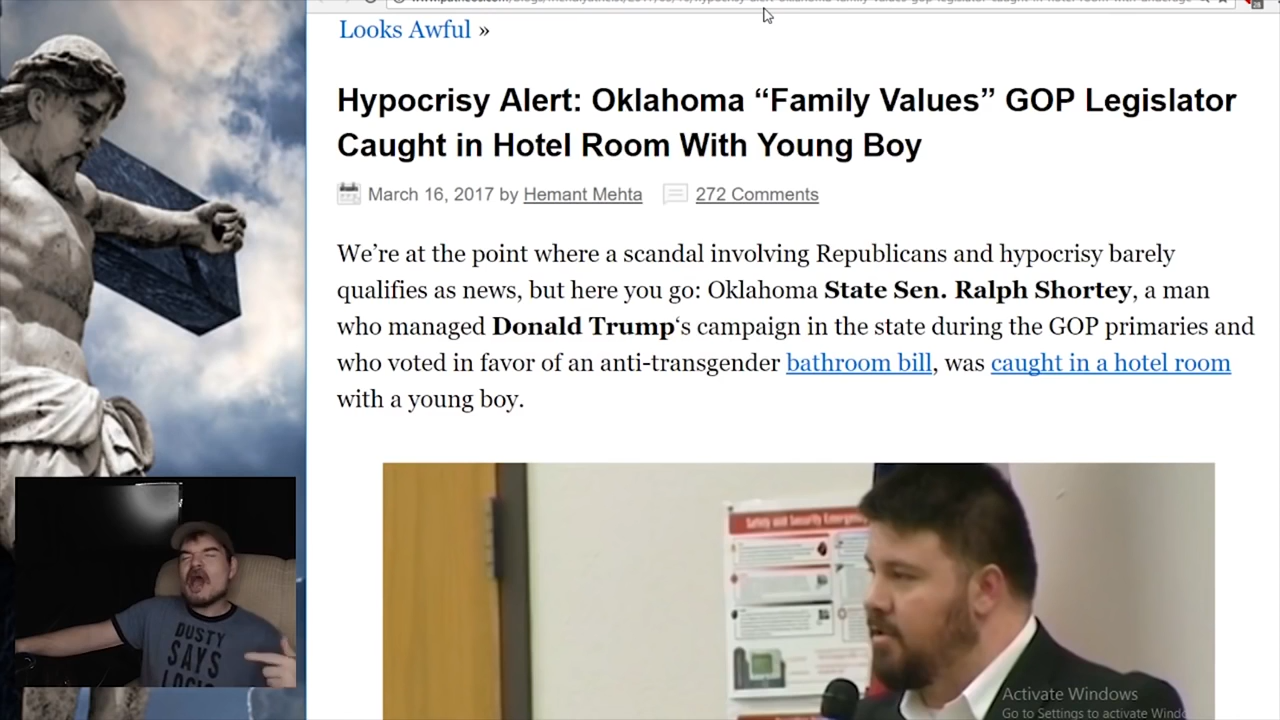 Looks Awful »
Hypocrisy Alert: Oklahoma “Family Values” GOP Legislator
Caught in Hotel Room With Young Boy
March 16, 2017 by Hemant Mehta 272 Comments
We’re at the point where a scandal involving Republicans and hypocrisy barely
qualifies as news, but here you go: Oklahoma State Sen. Ralph Shortey, a man
who managed Donald Trump‘s campaign in the state during the GOP primaries and
who voted in favor of an anti-transgender bathroom bill, was caught in a hotel room
with a young boy.
Safety and Security
DUSTY
SAYS
Activate Windows
Go to Settings to activate